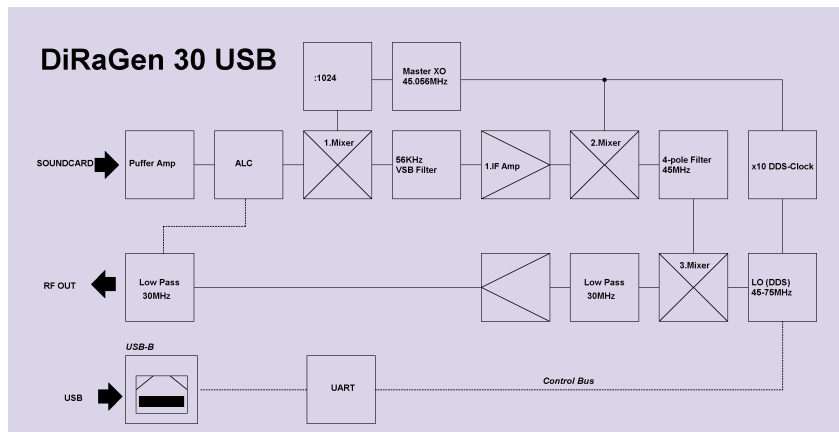 DiRaGen 30 USB
:1024
Master XO
45.056MHz
SOUNDCARD
Puffer Amp
ALC
1.Mixer
56KHz
VSB Filter
1.IF Amp
2.Mixer
4-pole Filter
45MHz
x10 DDS-Clock
RF OUT
Low Pass
30MHz
Low Pass
30MHz
3.Mixer
LO (DDS)
45-75MHz
USB-B
USB
UART
Control Bus